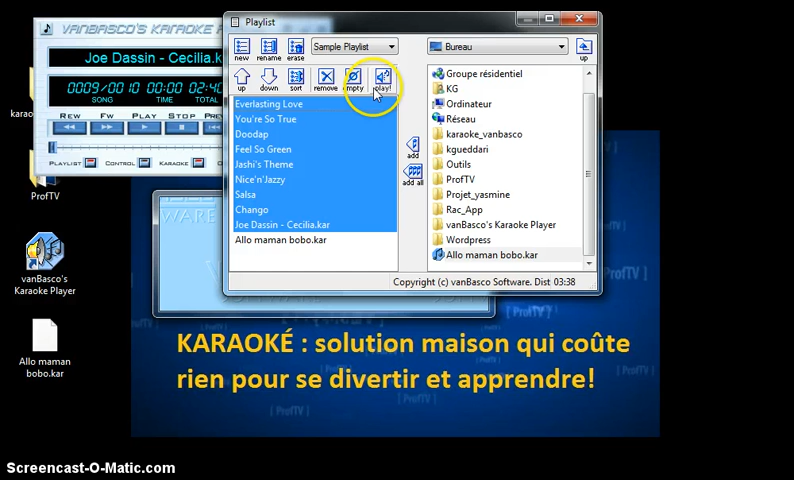 VANBASCO'S KARAOKE
Joe Dassin - Cecilia.kar
0009/0010 00:00 02:40
SONG TIME TOTAL
REW FW PLAY STOP
PLAYLIST CONTROL KARAOKE
Playlist
new rename erase
Sample Playlist
Bureau
up
up down sort remove empty play!
Everlasting Love
You're So True
Doodap
Feel So Green
Jashi's Theme
Nice'n'Jazzy
Salsa
Chango
Joe Dassin - Cecilia.kar
Allo maman bobo.kar
add
add all
Groupe résidentiel
KG
Ordinateur
Réseau
karaoke_vanbasco
kgueddari
Outils
ProfTV
Projet_yasmine
Rac_App
vanBasco's Karaoke Player
Wordpress
Allo maman bobo.kar
Copyright (c) vanBasco Software. Dist 03:38
ProfTV
vanBasco's
Karaoke Player
Allo maman
bobo.kar
KARAOKÉ : solution maison qui coûte
rien pour se divertir et apprendre!
[ ProfTV ]
Screencast-O-Matic.com